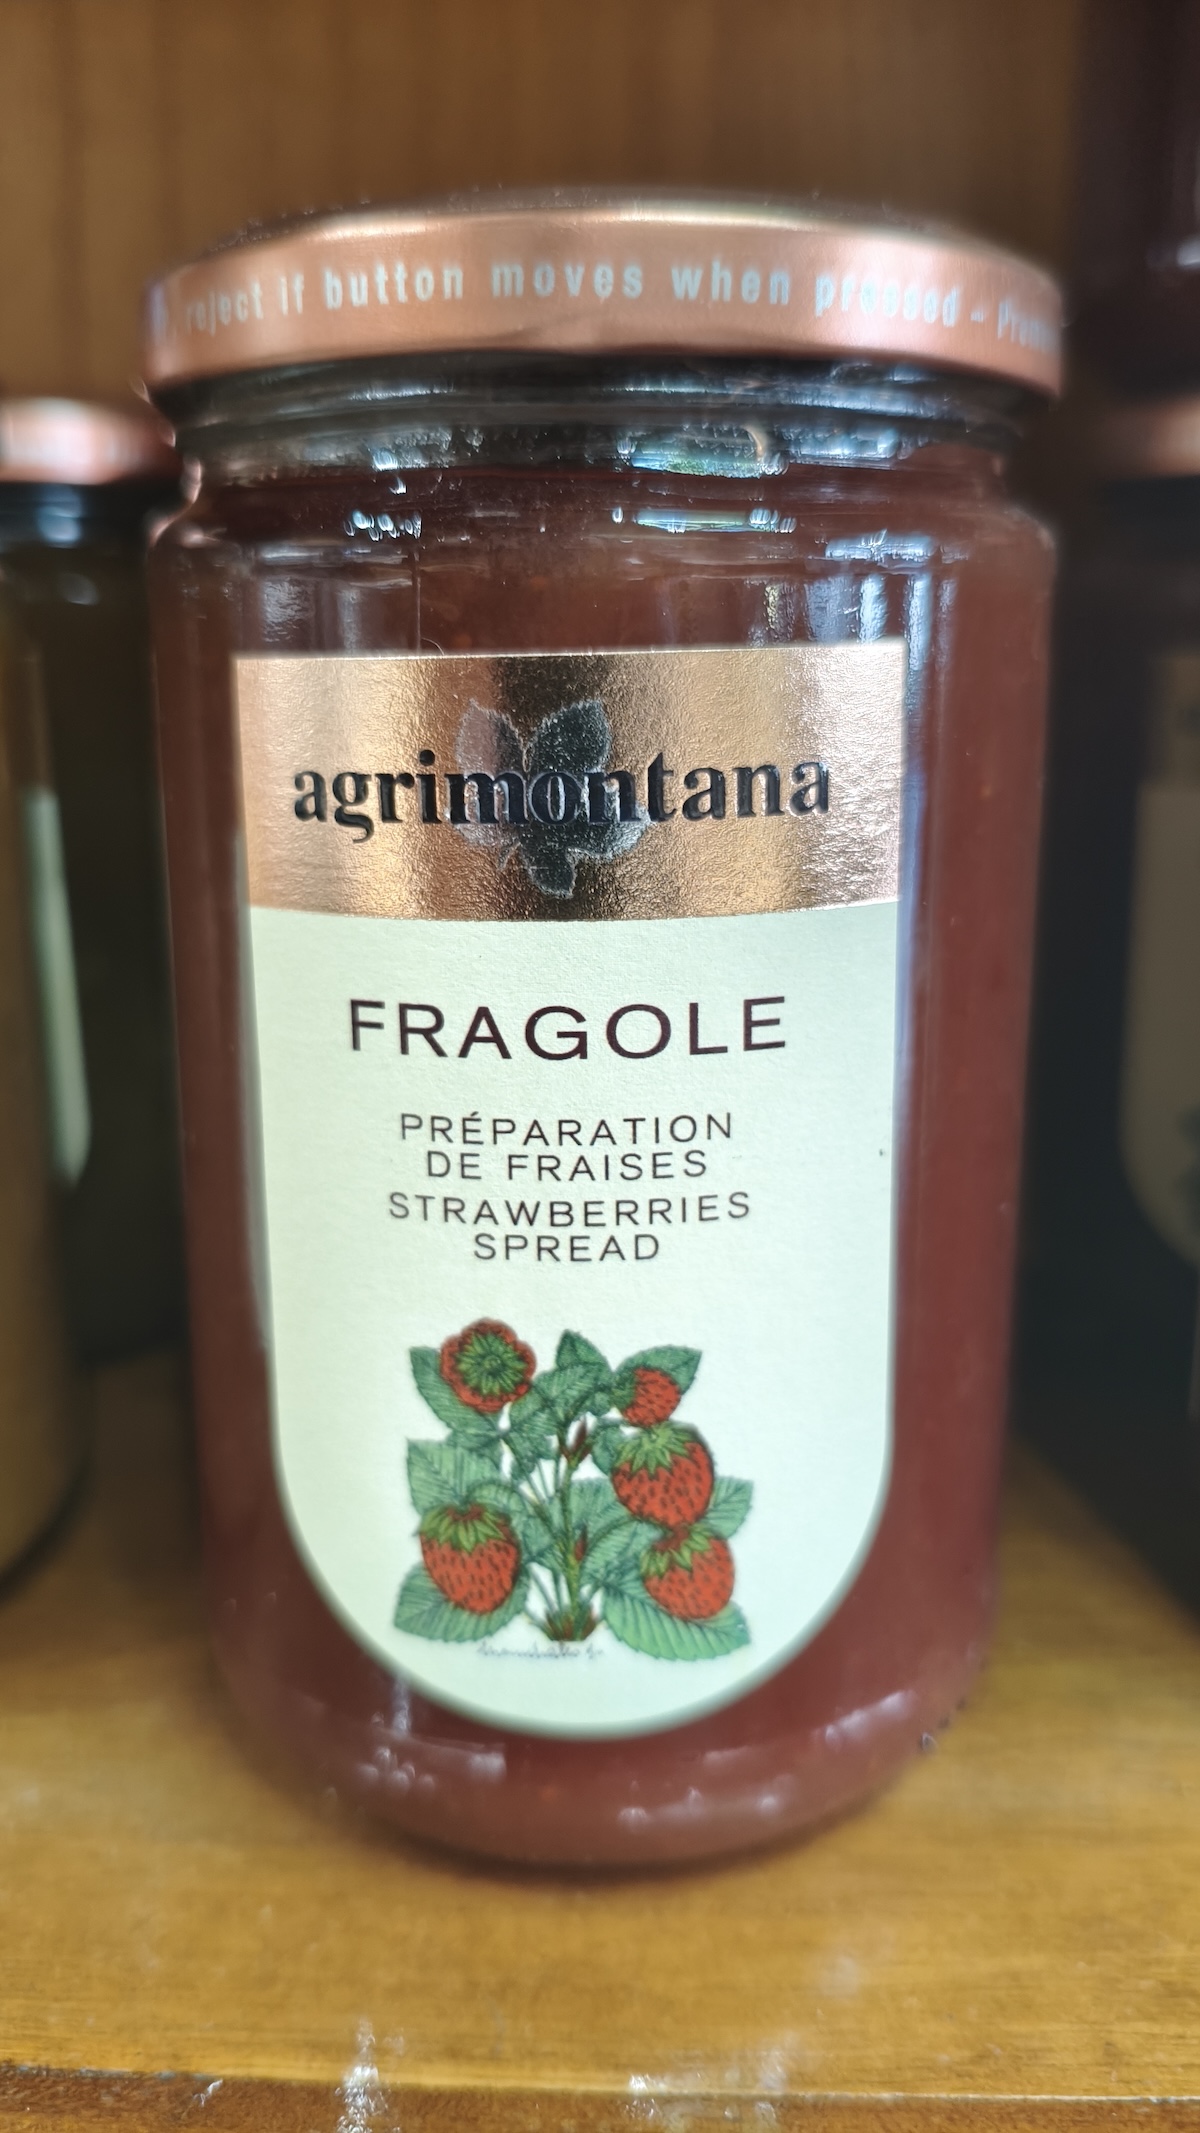 reject if button moves when pressed -
agrimontana
FRAGOLE
PRÉPARATION
DE FRAISES
STRAWBERRIES
SPREAD